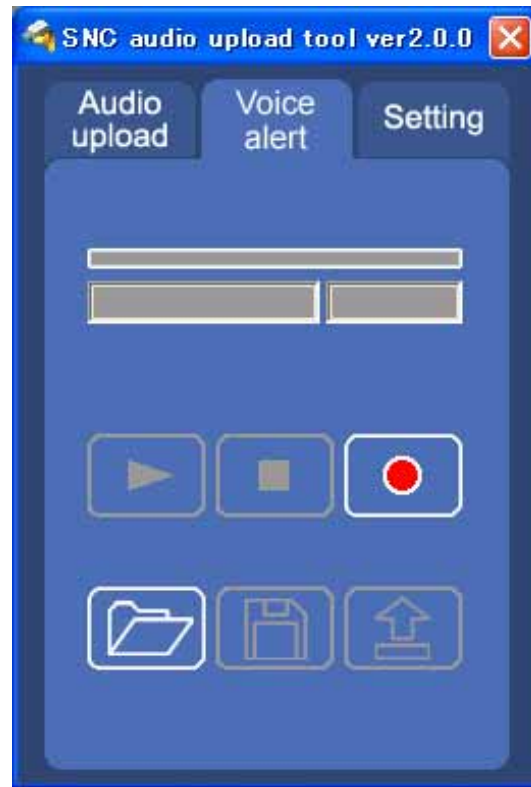 SNC audio upload tool ver2.0.0
Audio
upload
Voice
alert
Setting